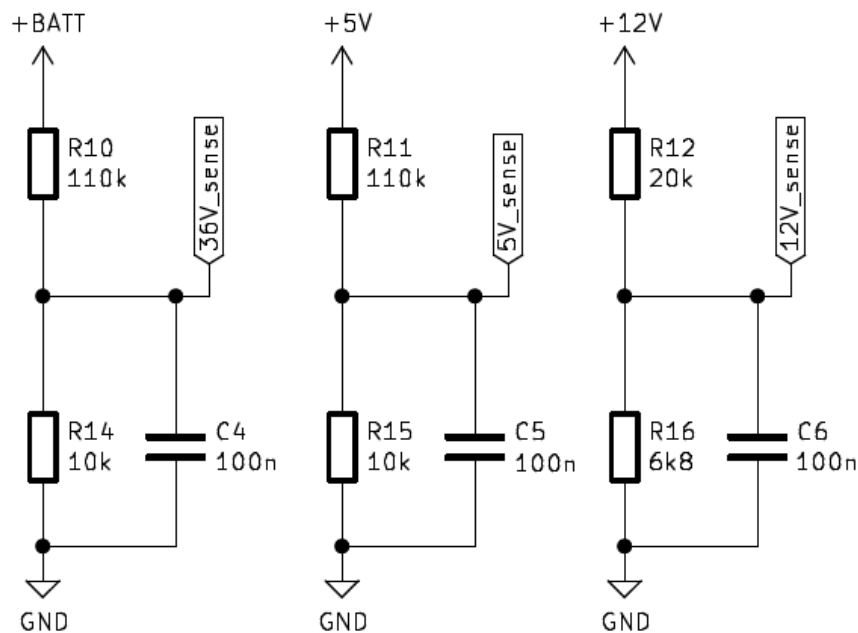 +BATT
R10
110k
36V_sense
R14
10k
C4
100n
GND
+5V
R11
110k
5V_sense
R15
10k
C5
100n
GND
+12V
R12
20k
12V_sense
R16
6k8
C6
100n
GND